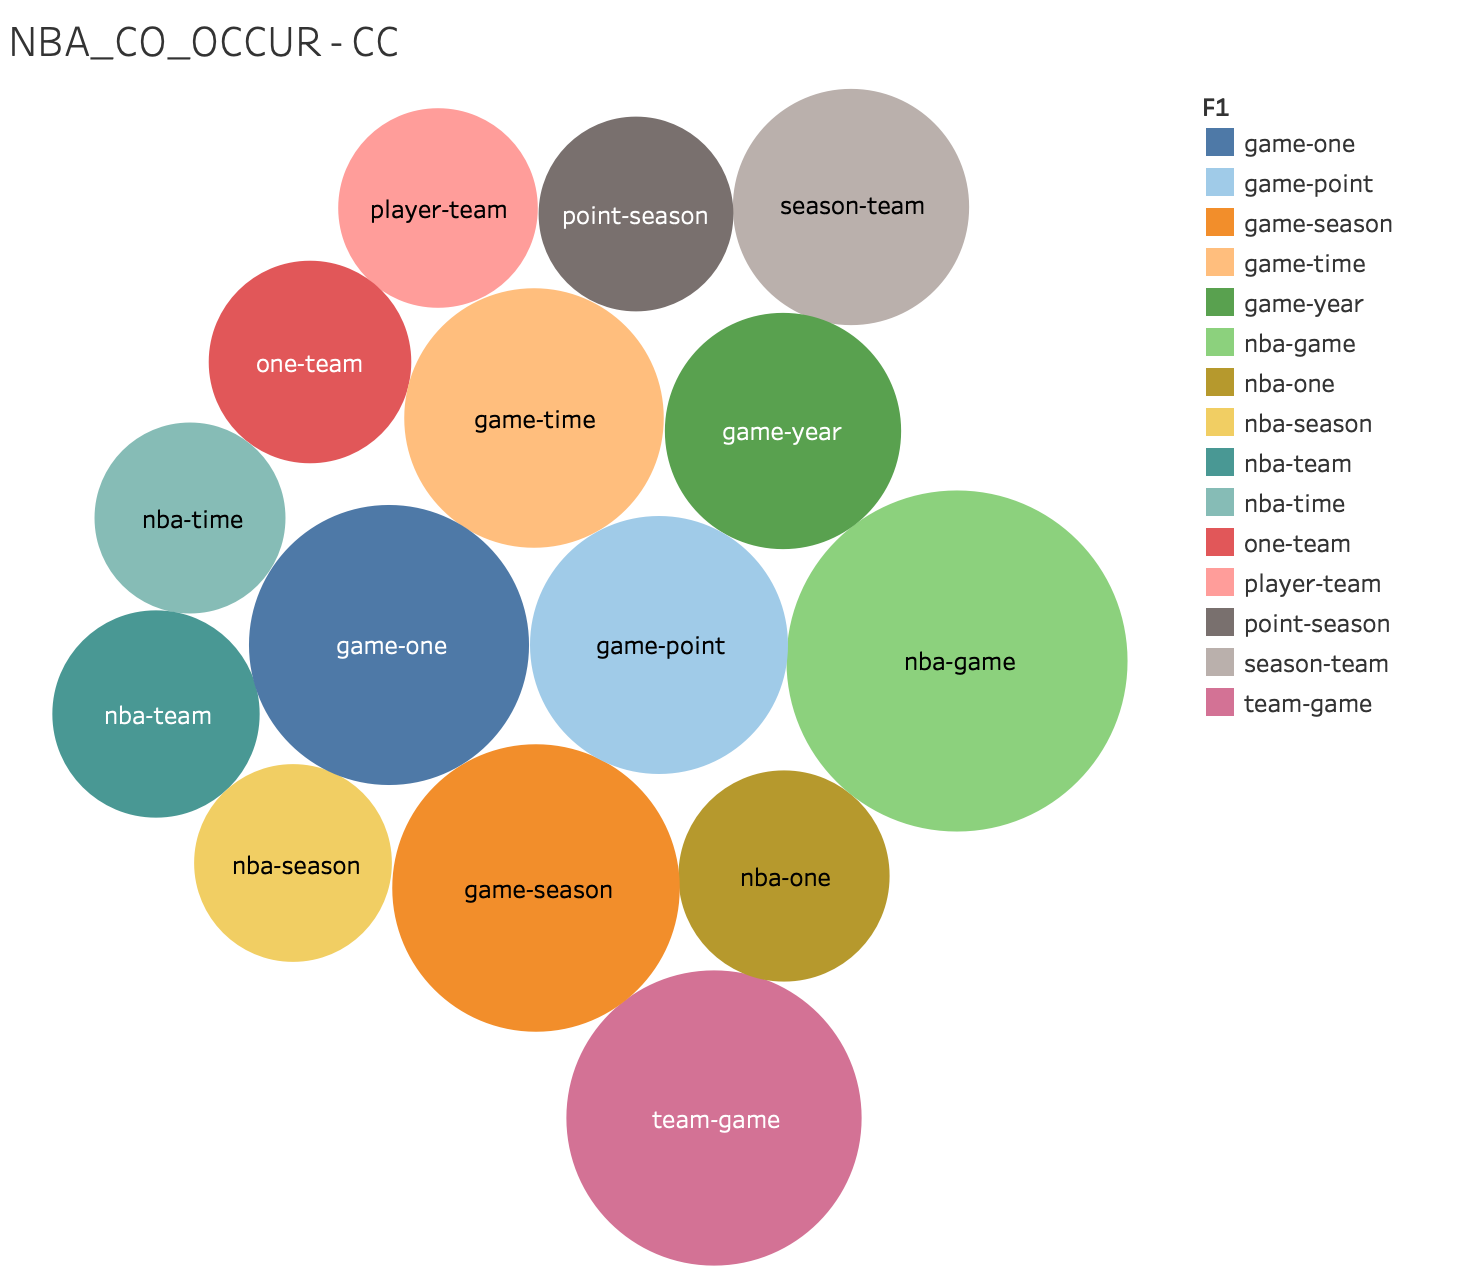 NBA_CO_OCCUR - CC
player-team
point-season
season-team
one-team
game-time
game-year
nba-time
game-one
game-point
nba-game
nba-team
nba-season
game-season
nba-one
team-game
F1
game-one
game-point
game-season
game-time
game-year
nba-game
nba-one
nba-season
nba-team
nba-time
one-team
player-team
point-season
season-team
team-game